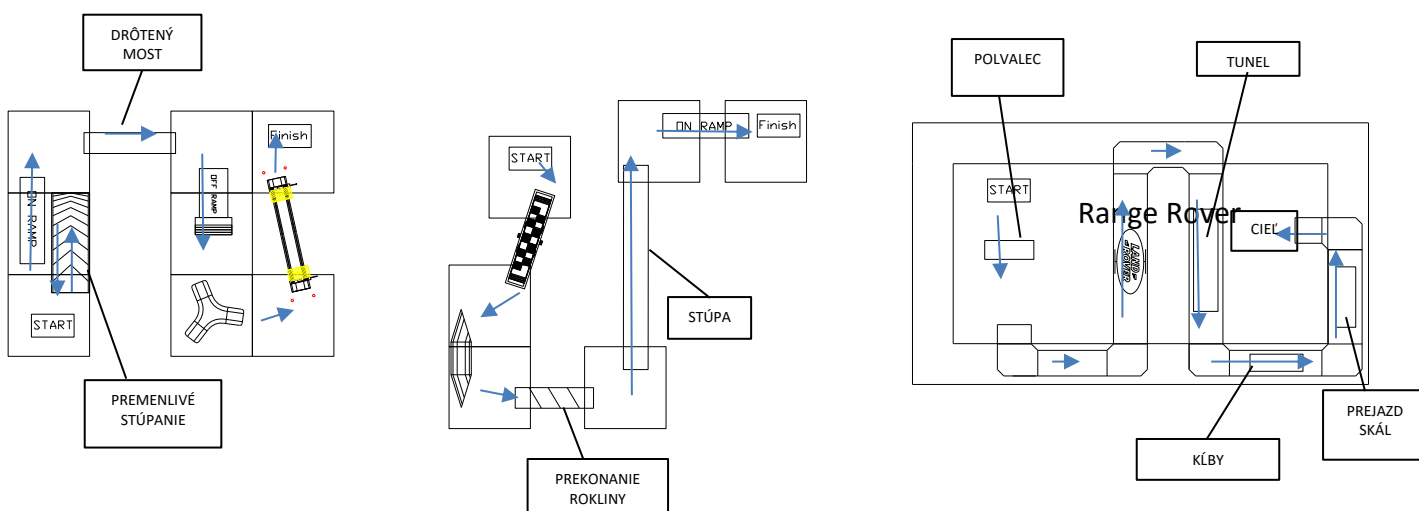 DRÔTENÝ
MOST
Finish
ON RAMP
OFF RAMP
START
PREMENLIVÉ
STÚPANIE
ON RAMP
Finish
START
STÚPA
PREKONANIE
ROKLINY
POLVALEC
TUNEL
START
Range Rover
CIEĽ
LAND
ROVER
PREJAZD
SKÁL
KĹBY